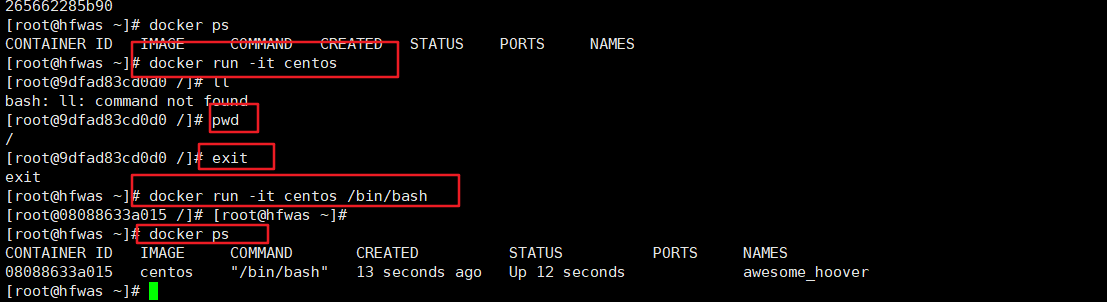 265662285b90
[root@hfwas ~]# docker ps
CONTAINER ID   IMAGE     COMMAND   CREATED   STATUS    PORTS     NAMES
[root@hfwas ~]# docker run -it centos
[root@9dfad83cd0d0 /]# ll
bash: ll: command not found
[root@9dfad83cd0d0 /]# pwd
/
[root@9dfad83cd0d0 /]# exit
exit
[root@hfwas ~]# docker run -it centos /bin/bash
[root@08088633a015 /]# [root@hfwas ~]#
[root@hfwas ~]# docker ps
CONTAINER ID   IMAGE     COMMAND       CREATED          STATUS          PORTS     NAMES
08088633a015   centos    "/bin/bash"   13 seconds ago   Up 12 seconds             awesome_hoover
[root@hfwas ~]#